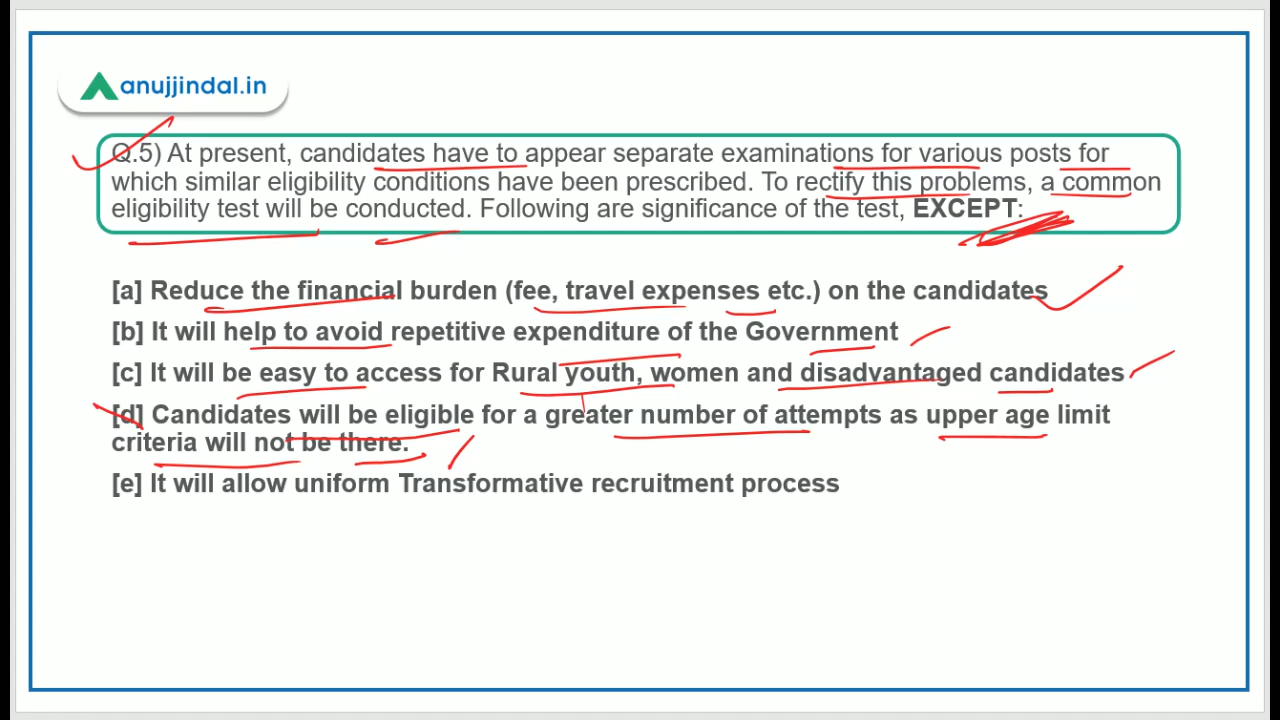 anujjindal.in
Q.5) At present, candidates have to appear separate examinations for various posts for
which similar eligibility conditions have been prescribed. To rectify this problems, a common
eligibility test will be conducted. Following are significance of the test, EXCEPT:
[a] Reduce the financial burden (fee, travel expenses etc.) on the candidates
[b] It will help to avoid repetitive expenditure of the Government
[c] It will be easy to access for Rural youth, women and disadvantaged candidates
[d] Candidates will be eligible for a greater number of attempts as upper age limit
criteria will not be there.
[e] It will allow uniform Transformative recruitment process